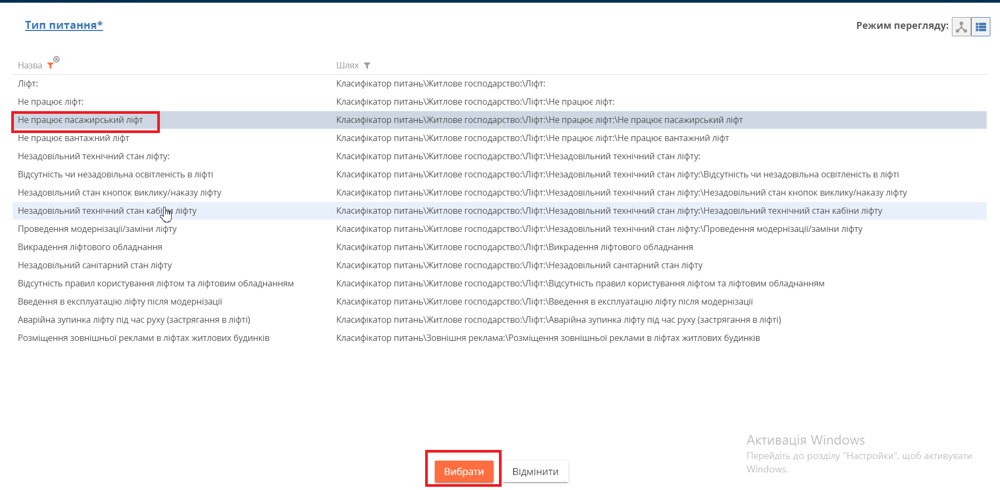 Тип питання*
Режим перегляду:
Назва Шлях
Ліфт: Класифікатор питань\Житлове господарство:\Ліфт:
Не працює ліфт: Класифікатор питань\Житлове господарство:\Ліфт:\Не працює ліфт:
Не працює пасажирський ліфт Класифікатор питань\Житлове господарство:\Ліфт:\Не працює ліфт:\Не працює пасажирський ліфт
Не працює вантажний ліфт Класифікатор питань\Житлове господарство:\Ліфт:\Не працює ліфт:\Не працює вантажний ліфт
Незадовільний технічний стан ліфту: Класифікатор питань\Житлове господарство:\Ліфт:\Незадовільний технічний стан ліфту:
Відсутність чи незадовільна освітленість в ліфті Класифікатор питань\Житлове господарство:\Ліфт:\Незадовільний технічний стан ліфту:\Відсутність чи незадовільна освітленість в ліфті
Незадовільний стан кнопок виклику/наказу ліфту Класифікатор питань\Житлове господарство:\Ліфт:\Незадовільний технічний стан ліфту:\Незадовільний стан кнопок виклику/наказу ліфту
Незадовільний технічний стан кабіни ліфту Класифікатор питань\Житлове господарство:\Ліфт:\Незадовільний технічний стан ліфту:\Незадовільний технічний стан кабіни ліфту
Проведення модернізації/заміни ліфту Класифікатор питань\Житлове господарство:\Ліфт:\Незадовільний технічний стан ліфту:\Проведення модернізації/заміни ліфту
Викрадення ліфтового обладнання Класифікатор питань\Житлове господарство:\Ліфт:\Викрадення ліфтового обладнання
Незадовільний санітарний стан ліфту Класифікатор питань\Житлове господарство:\Ліфт:\Незадовільний санітарний стан ліфту
Відсутність правил користування ліфтом та ліфтовим обладнанням Класифікатор питань\Житлове господарство:\Ліфт:\Відсутність правил користування ліфтом та ліфтовим обладнанням
Введення в експлуатацію ліфту після модернізації Класифікатор питань\Житлове господарство:\Ліфт:\Введення в експлуатацію ліфту після модернізації
Аварійна зупинка ліфту під час руху (застрягання в ліфті) Класифікатор питань\Житлове господарство:\Ліфт:\Аварійна зупинка ліфту під час руху (застрягання в ліфті)
Розміщення зовнішньої реклами в ліфтах житлових будинків Класифікатор питань\Зовнішня реклама:\Розміщення зовнішньої реклами в ліфтах житлових будинків
Активація Windows
Перейдіть до розділу "Настройки", щоб активувати
Windows.
Вибрати Відмінити